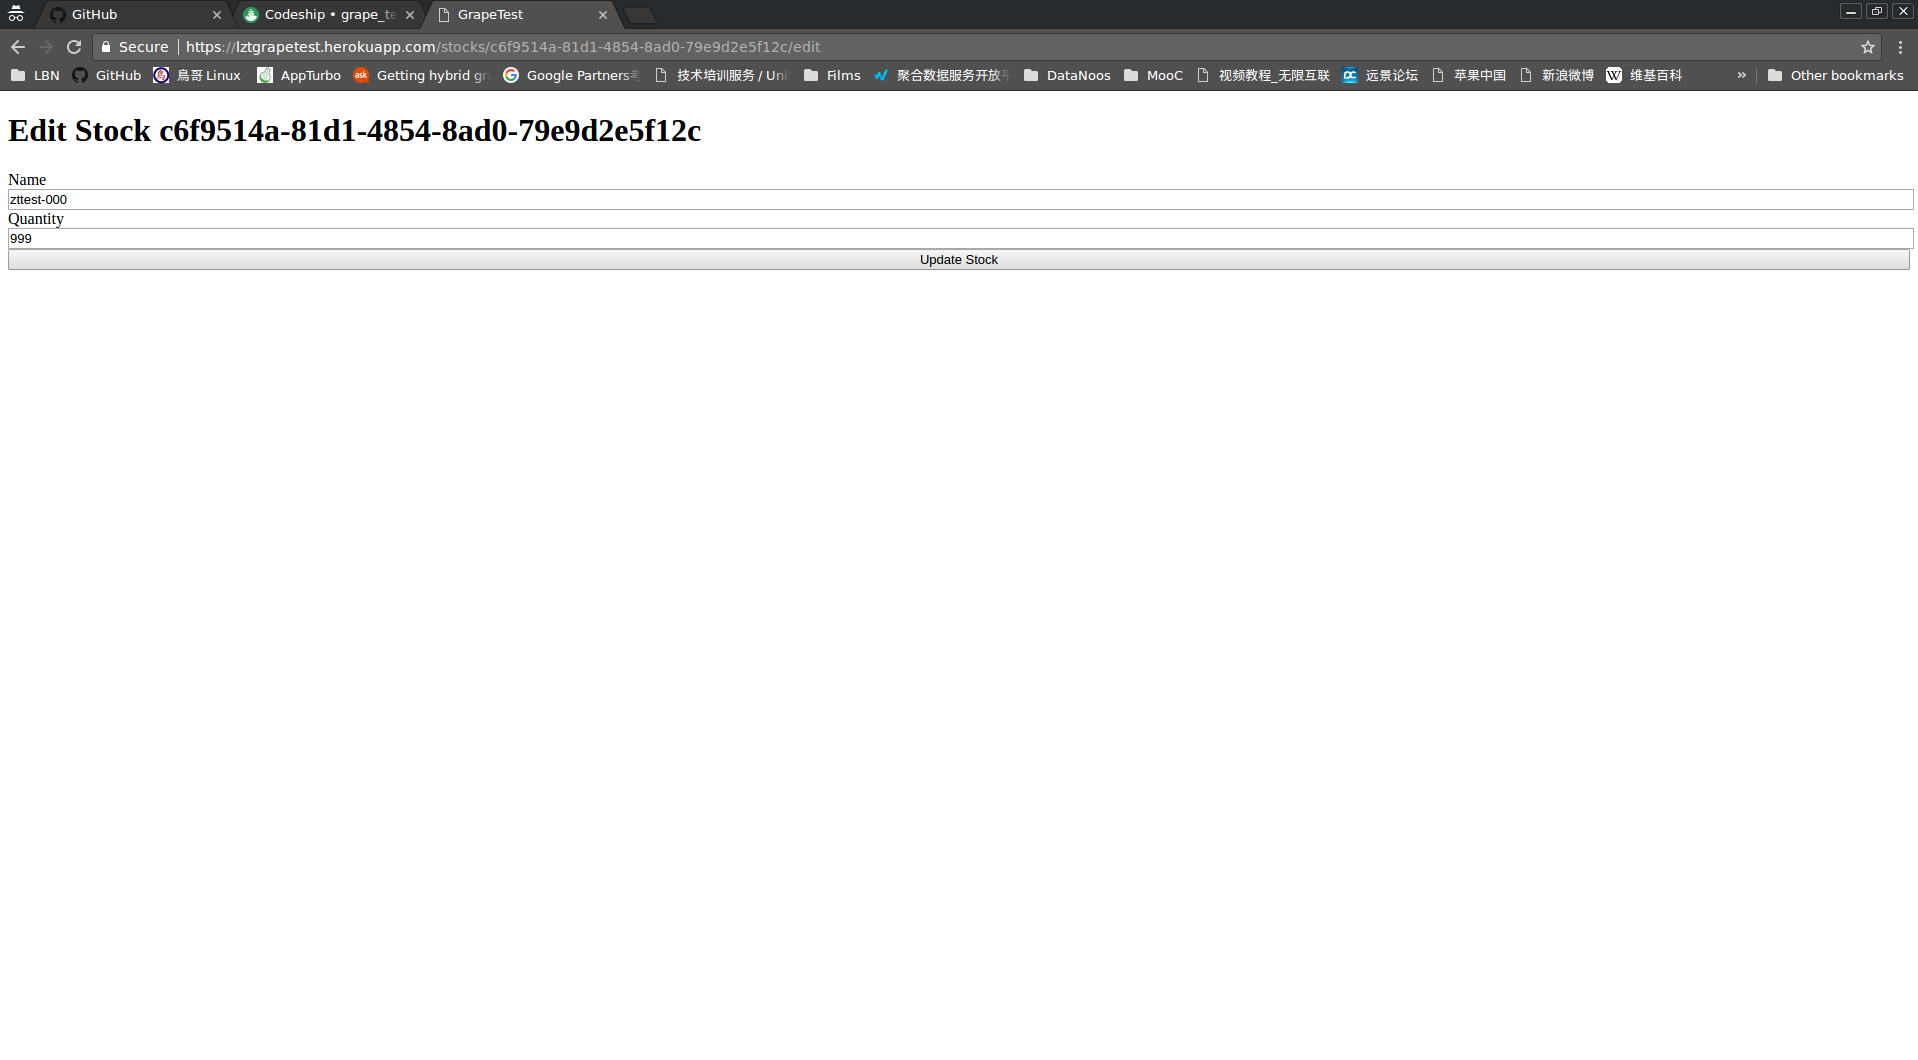 GitHub
Codeship • grape_te
GrapeTest
Secure
https://lztgrapetest.herokuapp.com/stocks/c6f9514a-81d1-4854-8ad0-79e9d2e5f12c/edit
LBN GitHub 鳥哥 Linux AppTurbo ask Getting hybrid gr Google Partners 技术培训服务 / Uni Films 聚合数据服务开放平 DataNoos MooC 视频教程_无限互联 远景论坛 苹果中国 新浪微博 W 维基百科 » Other bookmarks
Edit Stock c6f9514a-81d1-4854-8ad0-79e9d2e5f12c
Name
zttest-000
Quantity
999
Update Stock